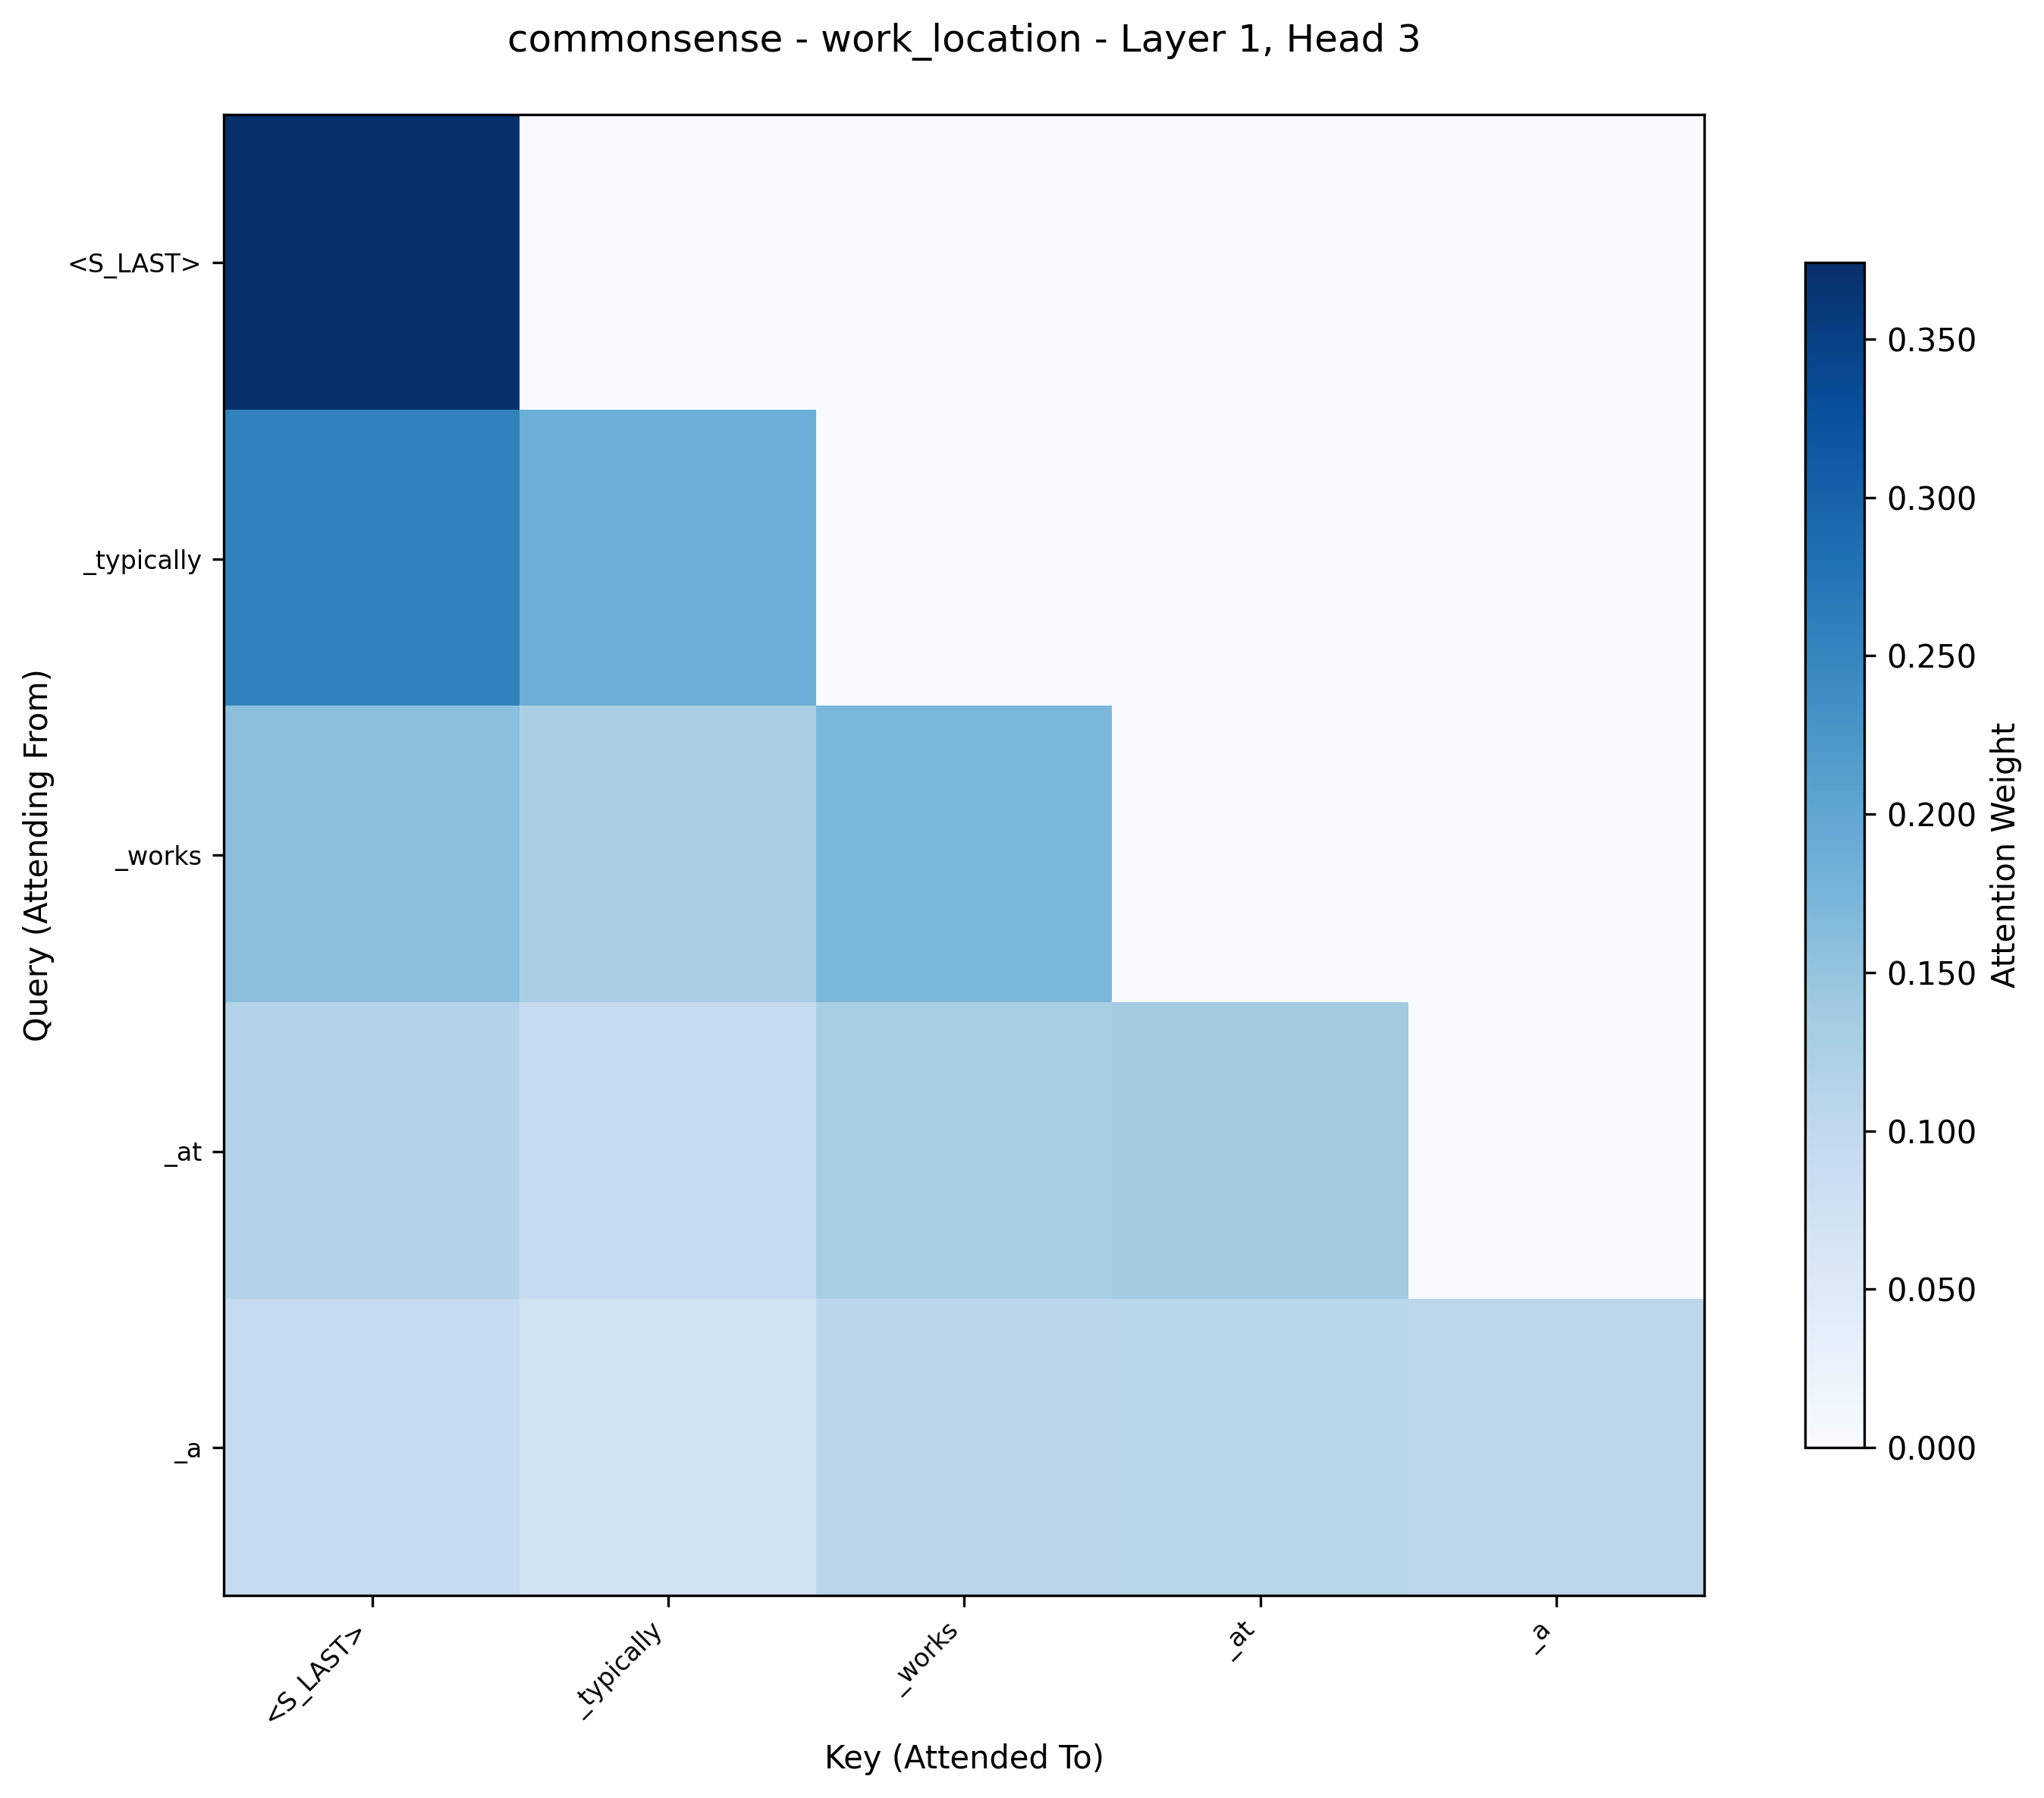 commonsense - work_location - Layer 1, Head 3
Query (Attending From)
<S_LAST>
_typically
_works
_at
_a
<S_LAST>
_typically
_works
_at
_a
Key (Attended To)
0.350
0.300
0.250
0.200
0.150
0.100
0.050
0.000
Attention Weight